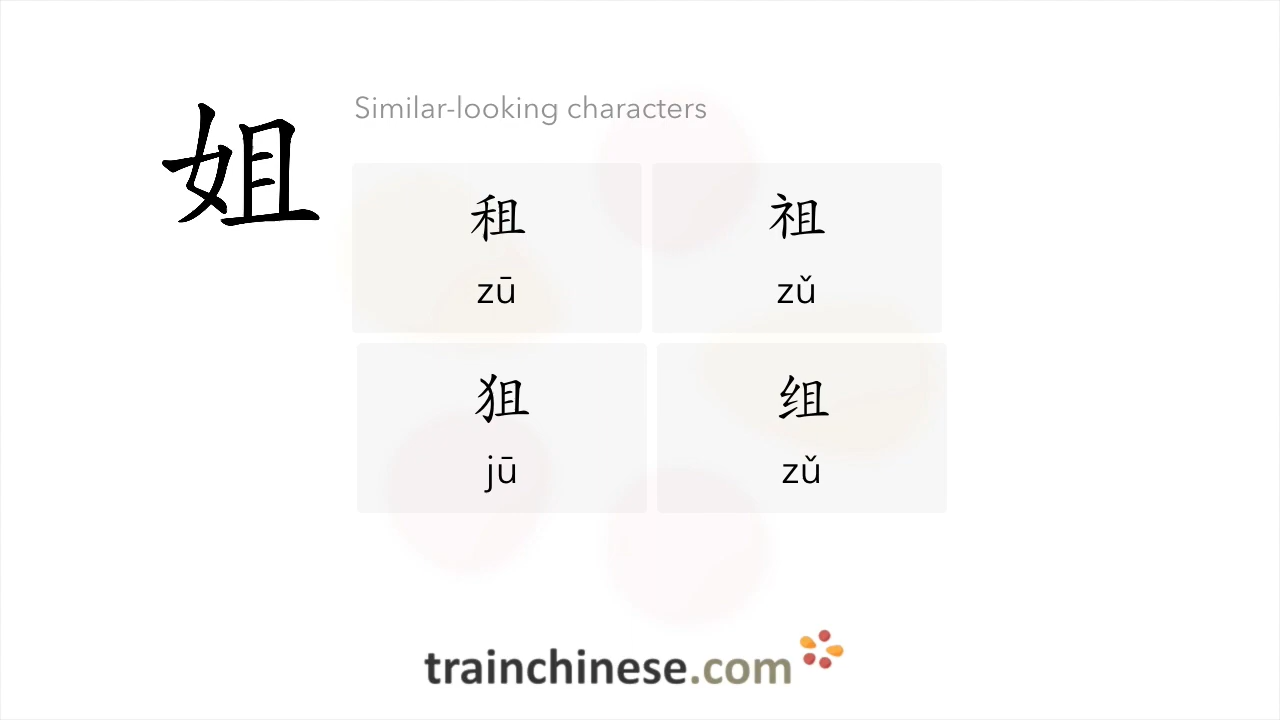 姐
Similar-looking characters
租 祖
zū zǔ
狙 组
jū zǔ
trainchinese.com